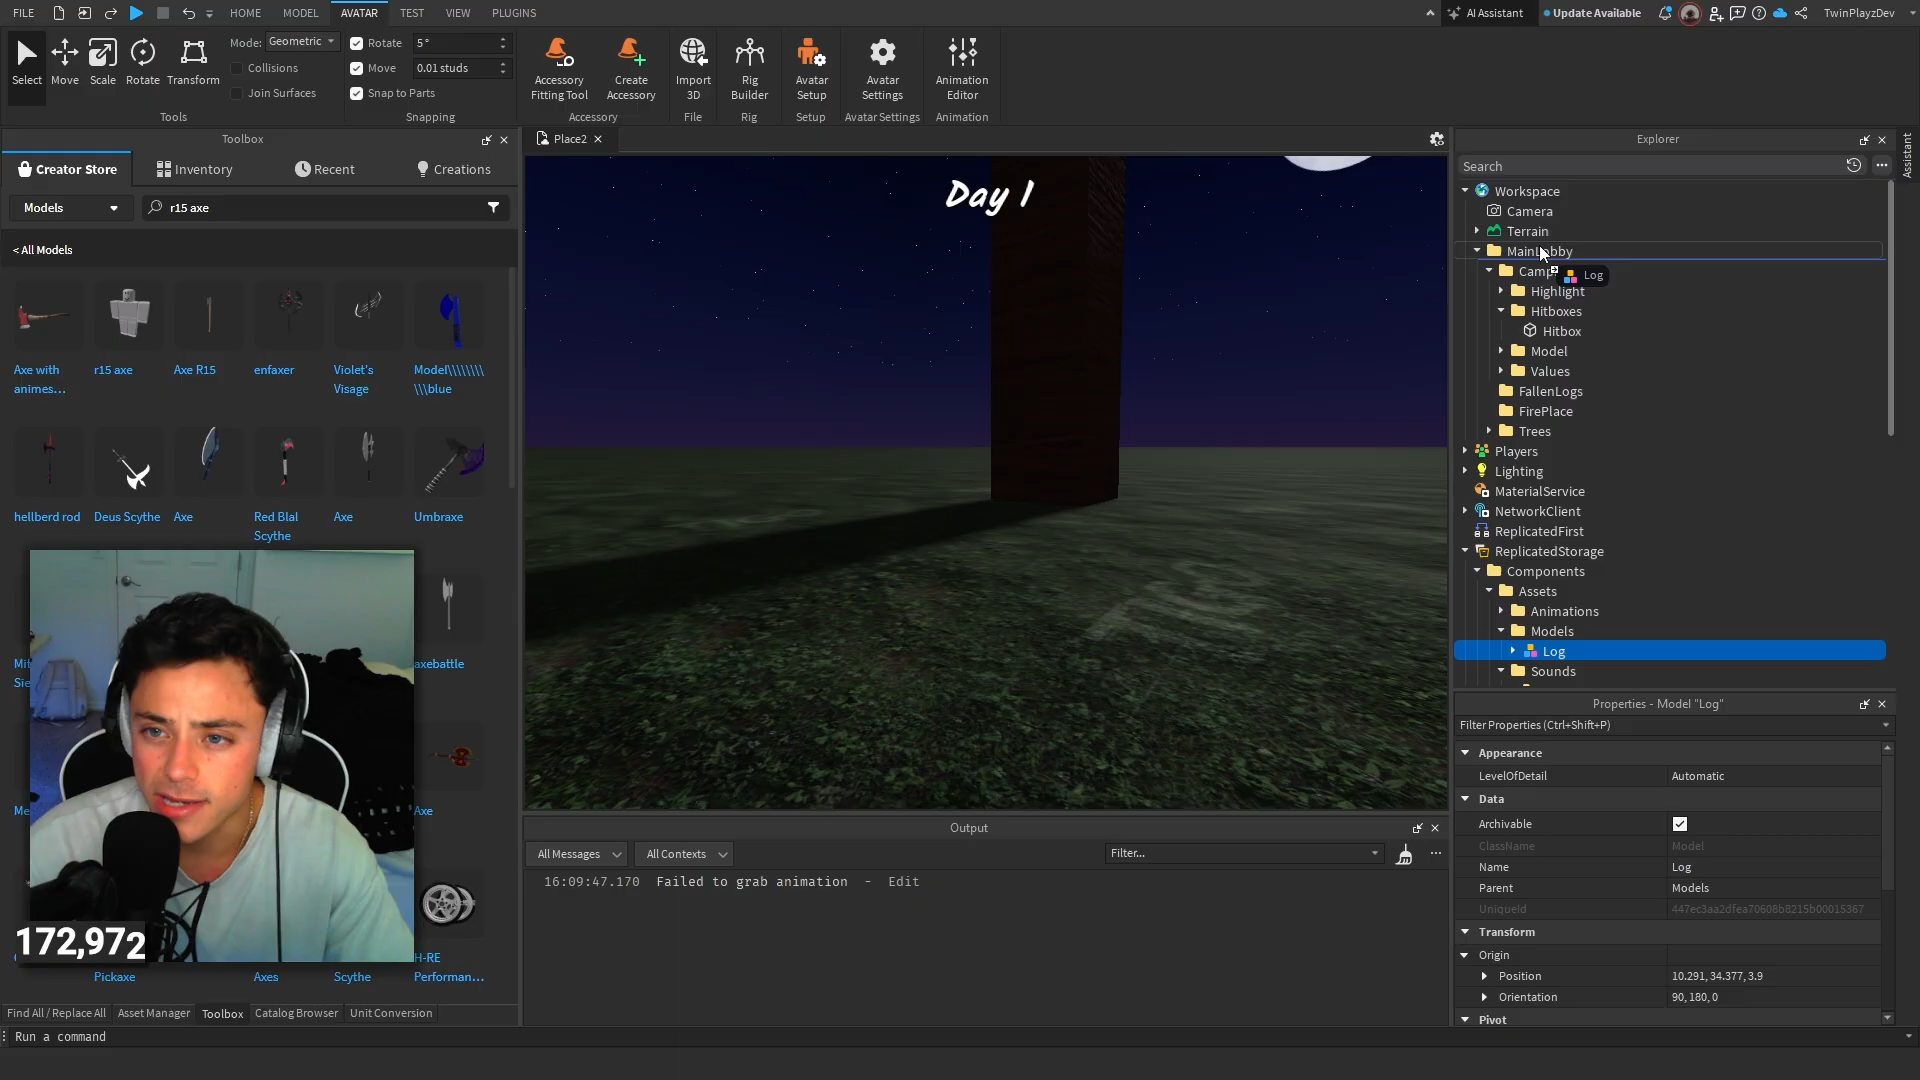 FILE HOME MODEL AVATAR TEST VIEW PLUGINS AI Assistant Update Available TwinPlayzDev
Select Move Scale Rotate Transform
Mode: Geometric
Collisions
Join Surfaces
Tools
Rotate 5°
Move 0.01 studs
Snap to Parts
Snapping
Accessory Fitting Tool
Create Accessory
Accessory
Import 3D
File
Rig Builder
Rig
Avatar Setup
Setup
Avatar Settings
Avatar Settings
Animation Editor
Animation
Toolbox
Creator Store Inventory Recent Creations
Models r15 axe
< All Models
Axe with animes...
r15 axe
Axe R15
enfaxer
Violet's Visage
Model\\\\\\\\ \\\blue
hellberd rod
Deus Scythe
Axe
Red Blal Scythe
Axe
Umbraxe
axebattle
Axe
H-RE Performan...
Pickaxe
Axes
Scythe
172,972
Find All / Replace All Asset Manager Toolbox Catalog Browser Unit Conversion
Run a command
Place2
Day 1
Output
All Messages All Contexts Filter...
16:09:47.170 Failed to grab animation - Edit
Explorer
Assistant
Search
Workspace
Camera
Terrain
MainLobby
Camp
Log
Highlight
Hitboxes
Hitbox
Model
Values
FallenLogs
FirePlace
Trees
Players
Lighting
MaterialService
NetworkClient
ReplicatedFirst
ReplicatedStorage
Components
Assets
Animations
Models
Log
Sounds
Properties - Model "Log"
Filter Properties (Ctrl+Shift+P)
Appearance
LevelOfDetail Automatic
Data
Archivable
ClassName Model
Name Log
Parent Models
UniqueId 447ec3aa2dfea70608b8215b00015367
Transform
Origin
Position 10.291, 34.377, 3.9
Orientation 90, 180, 0
Pivot